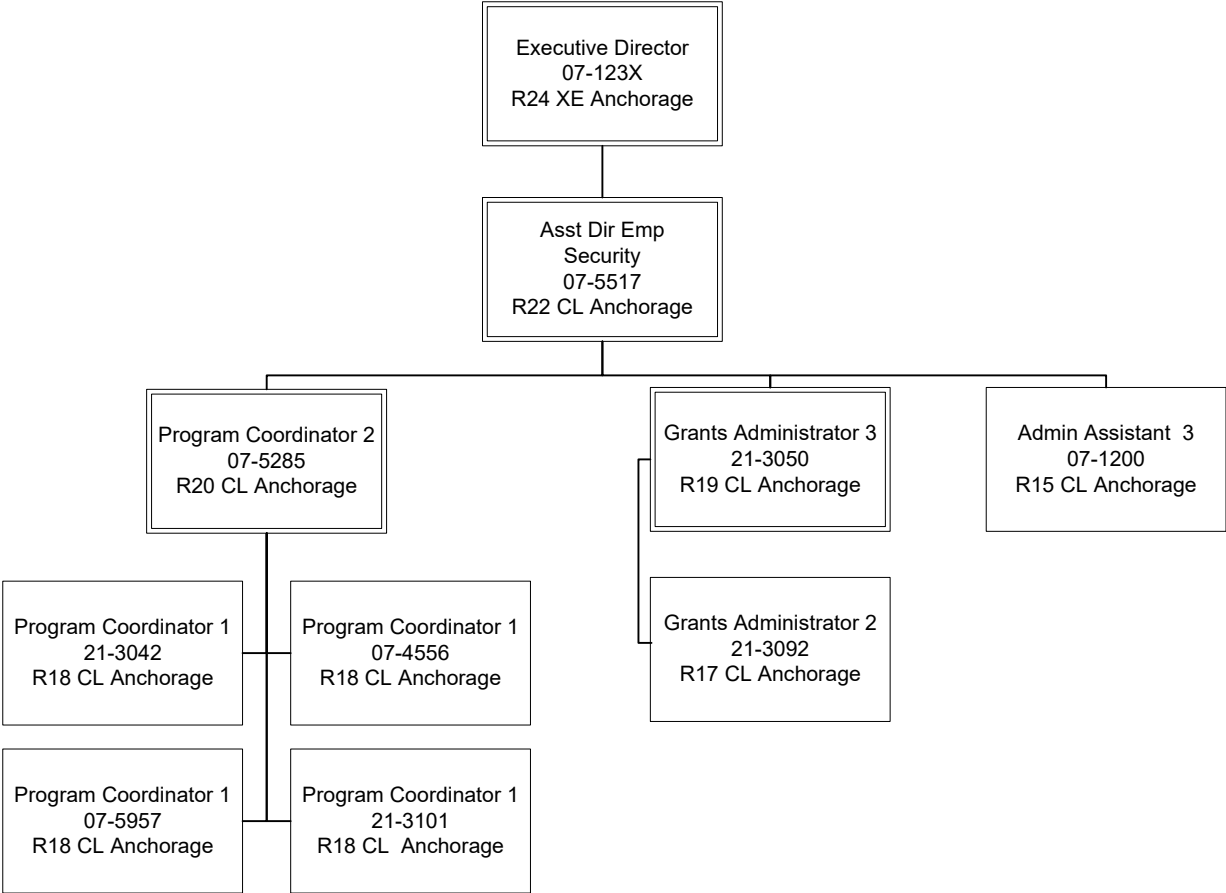 Executive Director
07-123X
R24 XE Anchorage
Asst Dir Emp
Security
07-5517
R22 CL Anchorage
Program Coordinator 2
07-5285
R20 CL Anchorage
Grants Administrator 3
21-3050
R19 CL Anchorage
Admin Assistant  3
07-1200
R15 CL Anchorage
Program Coordinator 1
21-3042
R18 CL Anchorage
Program Coordinator 1
07-4556
R18 CL Anchorage
Grants Administrator 2
21-3092
R17 CL Anchorage
Program Coordinator 1
07-5957
R18 CL Anchorage
Program Coordinator 1
21-3101
R18 CL  Anchorage